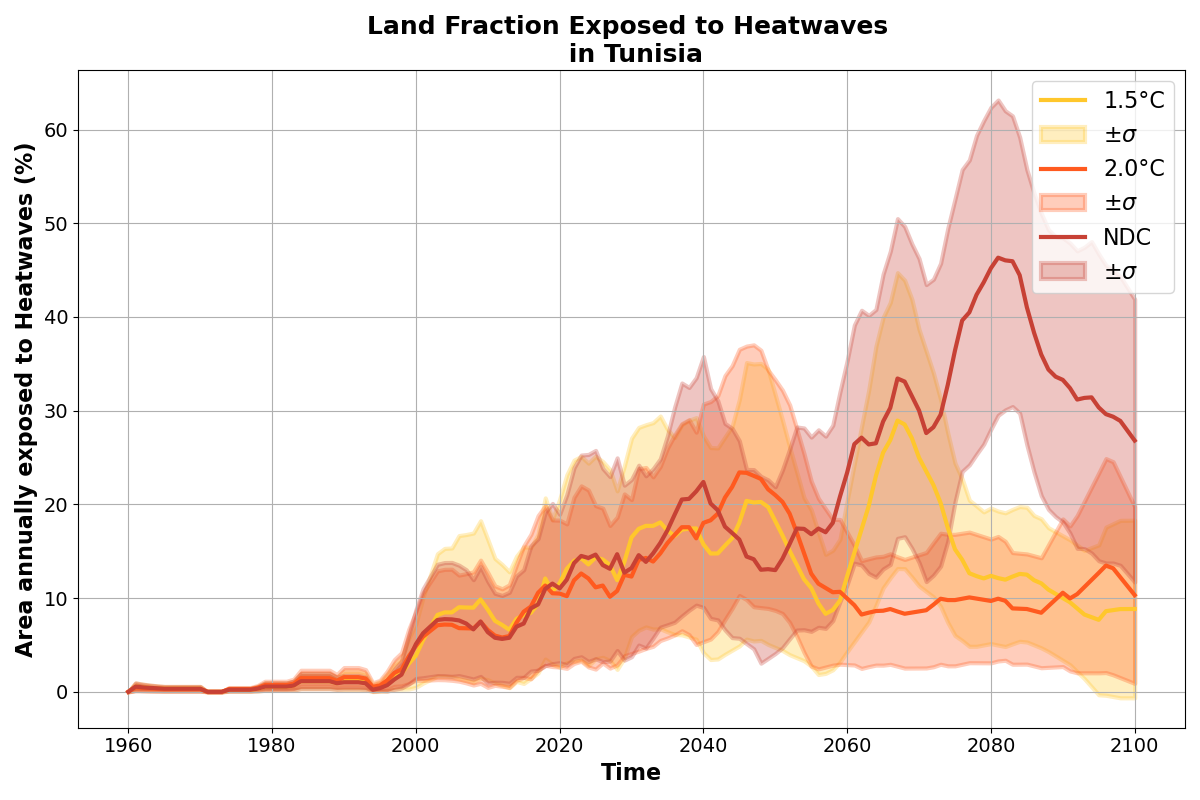 Land Fraction Exposed to Heatwaves
in Tunisia
Area annually exposed to Heatwaves (%)
60
50
40
30
20
10
0
1960
1980
2000
2020
2040
2060
2080
2100
Time
1.5°C
±σ
2.0°C
±σ
NDC
±σ